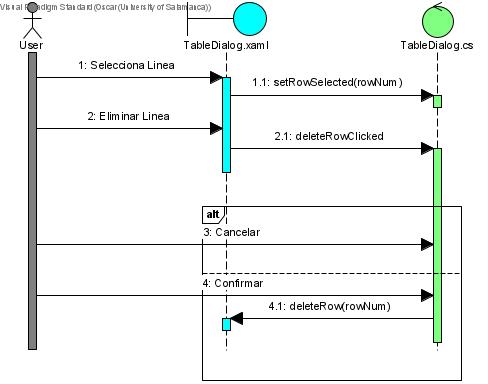 Visual Paradigm Standard (Oscar(University of Salamanca))
User
TableDialog.xaml
TableDialog.cs
1: Selecciona Linea
1.1: setRowSelected(rowNum)
2: Eliminar Linea
2.1: deleteRowClicked
alt
3: Cancelar
4: Confirmar
4.1: deleteRow(rowNum)